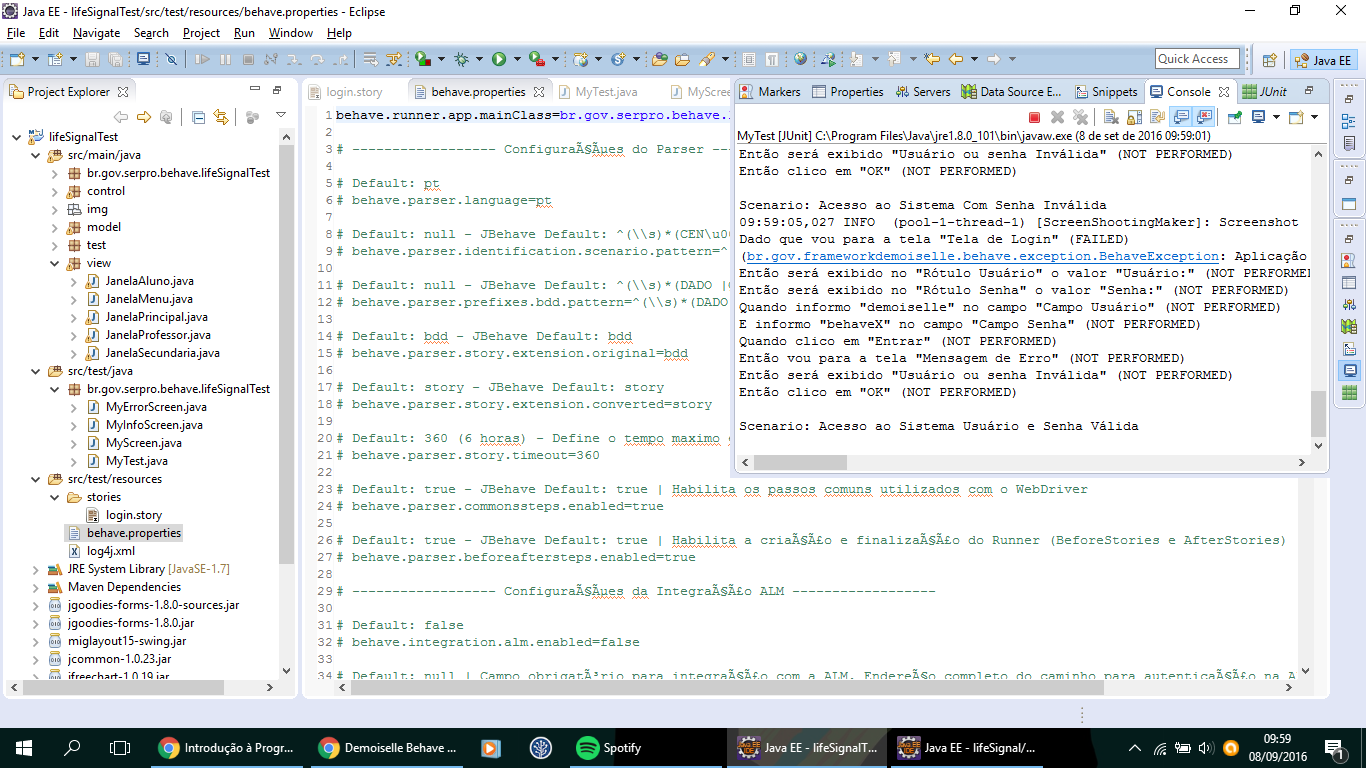 Java EE - lifeSignalTest/src/test/resources/behave.properties - Eclipse
File Edit Navigate Search Project Run Window Help
Quick Access
Java EE
Project Explorer
lifeSignalTest
src/main/java
br.gov.serpro.behave.lifeSignalTest
control
img
model
test
view
JanelaAluno.java
JanelaMenu.java
JanelaPrincipal.java
JanelaProfessor.java
JanelaSecundaria.java
src/test/java
br.gov.serpro.behave.lifeSignalTest
MyErrorScreen.java
MyInfoScreen.java
MyScreen.java
MyTest.java
src/test/resources
stories
login.story
behave.properties
log4j.xml
JRE System Library [JavaSE-1.7]
Maven Dependencies
jgoodies-forms-1.8.0-sources.jar
jgoodies-forms-1.8.0.jar
miglayout15-swing.jar
jcommon-1.0.23.jar
jfreechart-1.0.19.jar
login.story behave.properties MyTest.java MyScree
1 behave.runner.app.mainClass=br.gov.serpro.behave.
2
3 # ------------------ ConfiguraÃ§Ãues do Parser --
4
5 # Default: pt
6 # behave.parser.language=pt
7
8 # Default: null - JBehave Default: ^(\\s)*(CEN\u00
9 # behave.parser.identification.scenario.pattern=^
10
11 # Default: null - JBehave Default: ^(\\s)*(DADO |
12 # behave.parser.prefixes.bdd.pattern=^(\\s)*(DADO
13
14 # Default: bdd - JBehave Default: bdd
15 # behave.parser.story.extension.original=bdd
16
17 # Default: story - JBehave Default: story
18 # behave.parser.story.extension.converted=story
19
20 # Default: 360 (6 horas) - Define o tempo maximo
21 # behave.parser.story.timeout=360
22
23 # Default: true - JBehave Default: true | Habilita os passos comuns utilizados com o WebDriver
24 # behave.parser.commonssteps.enabled=true
25
26 # Default: true - JBehave Default: true | Habilita a criaÃ§Ã£o e finalizaÃ§Ã£o do Runner (BeforeStories e AfterStories)
27 # behave.parser.beforeaftersteps.enabled=true
28
29 # ------------------ ConfiguraÃ§Ãues da IntegraÃ§Ã£o ALM ------------------
30
31 # Default: false
32 # behave.integration.alm.enabled=false
33
34 # Default: null | Campo obrigatÃ³rio para integraÃ§Ã£o com a ALM. EndereÃ§o completo do caminho para autenticaÃ§Ã£o na A
Markers Properties Servers Data Source E... Snippets Console JUnit
MyTest [JUnit] C:\Program Files\Java\jre1.8.0_101\bin\javaw.exe (8 de set de 2016 09:59:01)
Então será exibido "Usuário ou senha Inválida" (NOT PERFORMED)
Então clico em "OK" (NOT PERFORMED)
Scenario: Acesso ao Sistema Com Senha Inválida
09:59:05,027 INFO (pool-1-thread-1) [ScreenShootingMaker]: Screenshot
Dado que vou para a tela "Tela de Login" (FAILED)
(br.gov.frameworkdemoiselle.behave.exception.BehaveException: Aplicação
Então será exibido no "Rótulo Usuário" o valor "Usuário:" (NOT PERFORME
Então será exibido no "Rótulo Senha" o valor "Senha:" (NOT PERFORMED)
Quando informo "demoiselle" no campo "Campo Usuário" (NOT PERFORMED)
E informo "behaveX" no campo "Campo Senha" (NOT PERFORMED)
Quando clico em "Entrar" (NOT PERFORMED)
Então vou para a tela "Mensagem de Erro" (NOT PERFORMED)
Então será exibido "Usuário ou senha Inválida" (NOT PERFORMED)
Então clico em "OK" (NOT PERFORMED)
Scenario: Acesso ao Sistema Usuário e Senha Válida
Introdução à Progr...
Demoiselle Behave ...
Spotify
Java EE - lifeSignalT...
Java EE - lifeSignal/...
09:59
08/09/2016
1